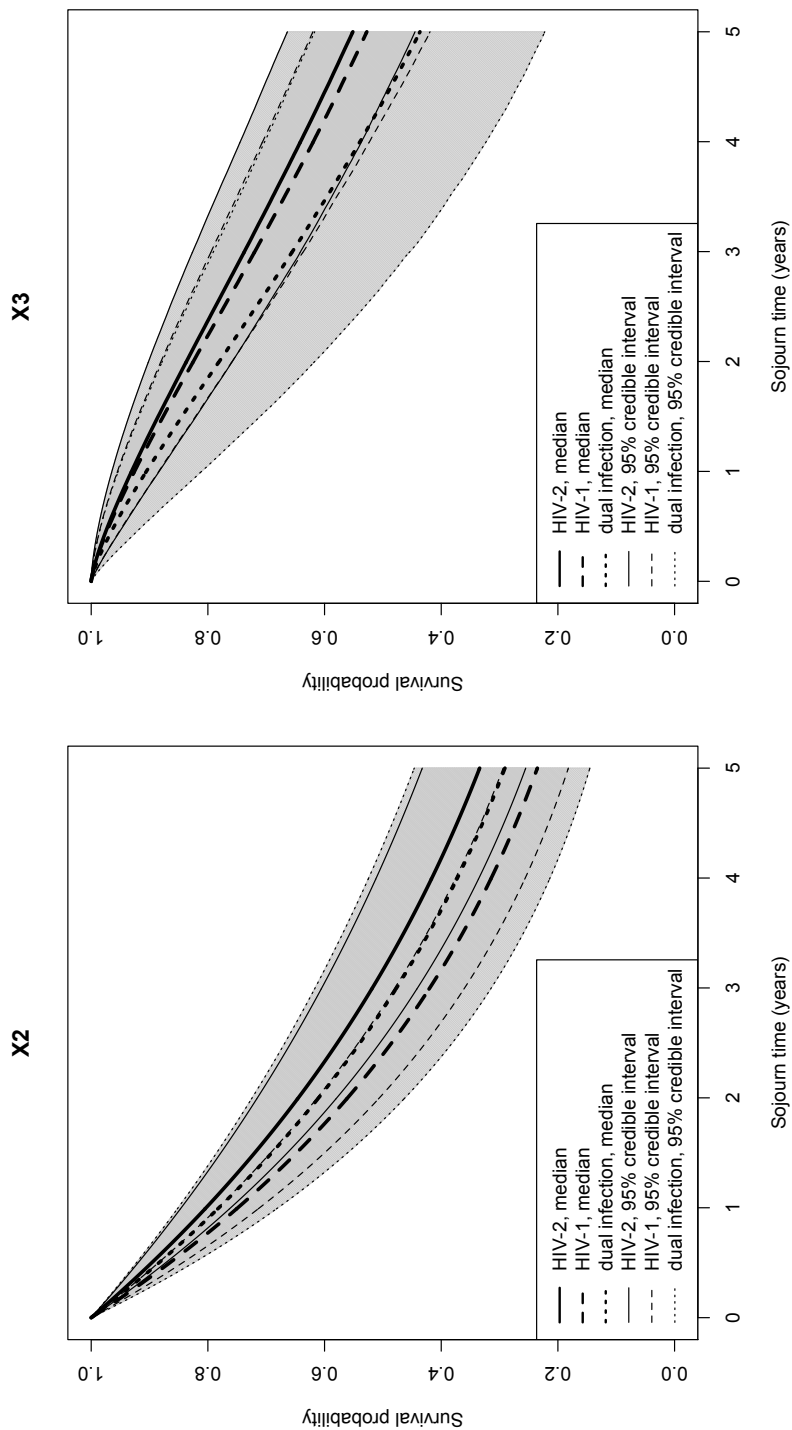 X2
Survival probability
1.0
0.8
0.6
0.4
0.2
0.0
HIV-2, median
HIV-1, median
dual infection, median
HIV-2, 95% credible interval
HIV-1, 95% credible interval
dual infection, 95% credible interval
0 1 2 3 4 5
Sojourn time (years)
X3
Survival probability
1.0
0.8
0.6
0.4
0.2
0.0
HIV-2, median
HIV-1, median
dual infection, median
HIV-2, 95% credible interval
HIV-1, 95% credible interval
dual infection, 95% credible interval
0 1 2 3 4 5
Sojourn time (years)